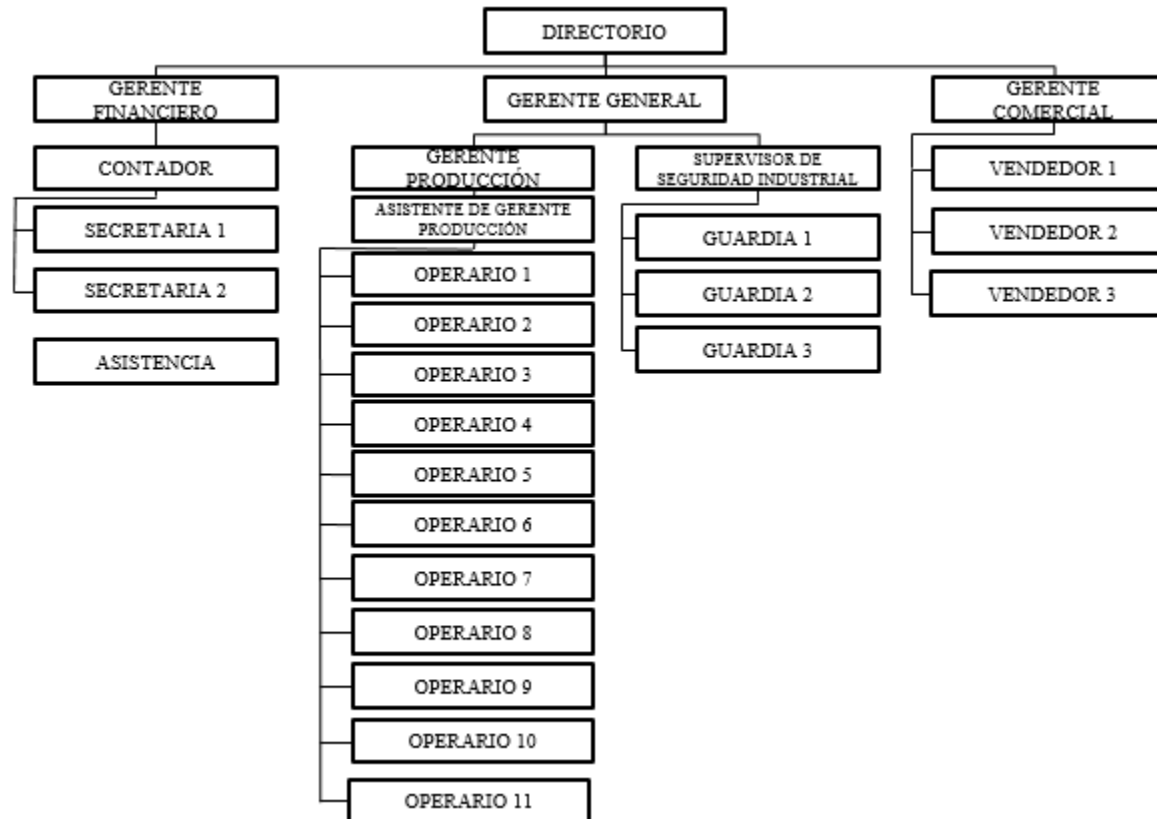 DIRECTORIO
GERENTE
FINANCIERO
GERENTE GENERAL
GERENTE
COMERCIAL
CONTADOR
SECRETARIA 1
SECRETARIA 2
ASISTENCIA
GERENTE
PRODUCCIÓN
ASISTENTE DE GERENTE
PRODUCCIÓN
OPERARIO 1
OPERARIO 2
OPERARIO 3
OPERARIO 4
OPERARIO 5
OPERARIO 6
OPERARIO 7
OPERARIO 8
OPERARIO 9
OPERARIO 10
OPERARIO 11
SUPERVISOR DE
SEGURIDAD INDUSTRIAL
GUARDIA 1
GUARDIA 2
GUARDIA 3
VENDEDOR 1
VENDEDOR 2
VENDEDOR 3